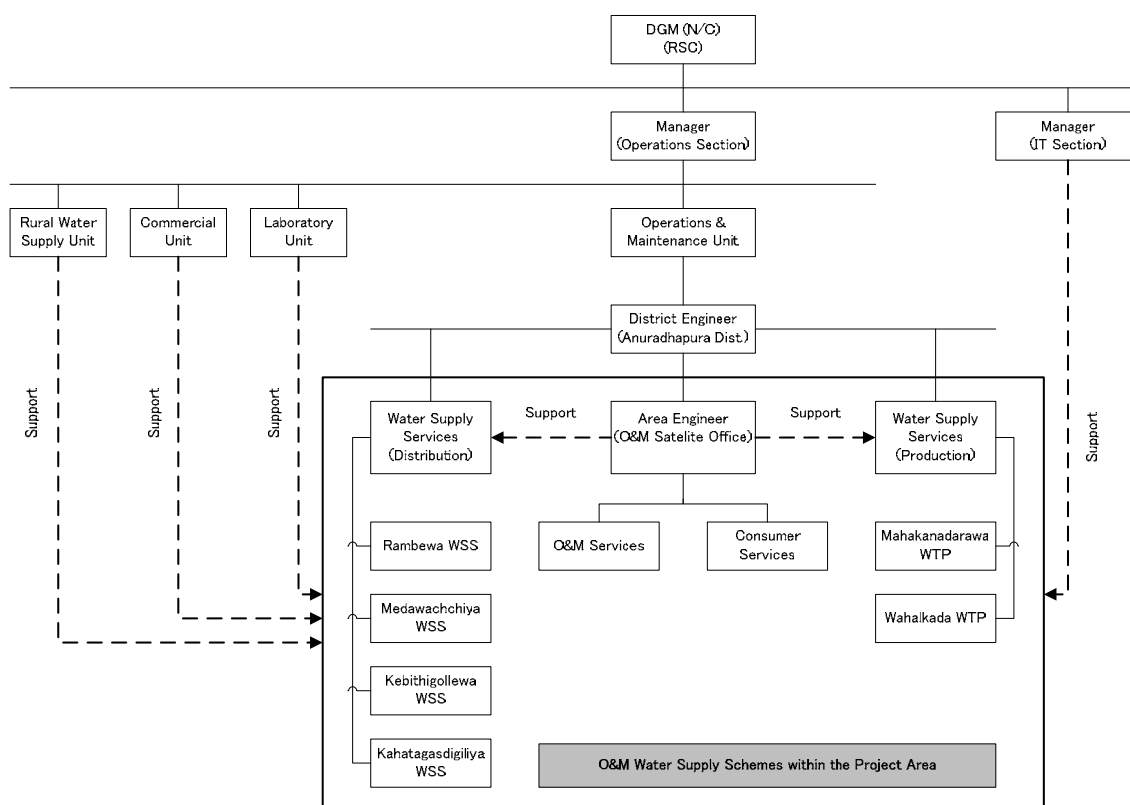 DGM (N/C)
(RSC)
Manager
(Operations Section)
Manager
(IT Section)
Rural Water
Supply Unit
Commercial
Unit
Laboratory
Unit
Operations &
Maintenance Unit
District Engineer
(Anuradhapura Dist.)
Support
Support
Support
Support
Water Supply
Services
(Distribution)
Support
Area Engineer
(O&M Satelite Office)
Support
Water Supply
Services
(Production)
Rambewa WSS
O&M Services
Consumer
Services
Mahakanadarawa
WTP
Medawachchiya
WSS
Wahalkada WTP
Kebithigollewa
WSS
Kahatagasdigiliya
WSS
O&M Water Supply Schemes within the Project Area